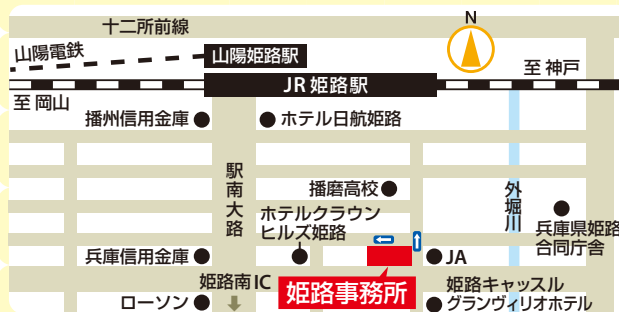 十二所前線
N
山陽電鉄
山陽姫路駅
至 神戸
JR 姫路駅
至 岡山
播州信用金庫
ホテル日航姫路
駅南大路
播磨高校
外堀川
ホテルクラウン
ヒルズ姫路
兵庫県姫路
合同庁舎
兵庫信用金庫
JA
姫路南IC
姫路事務所
姫路キャッスル
グランヴィリオホテル
ローソン